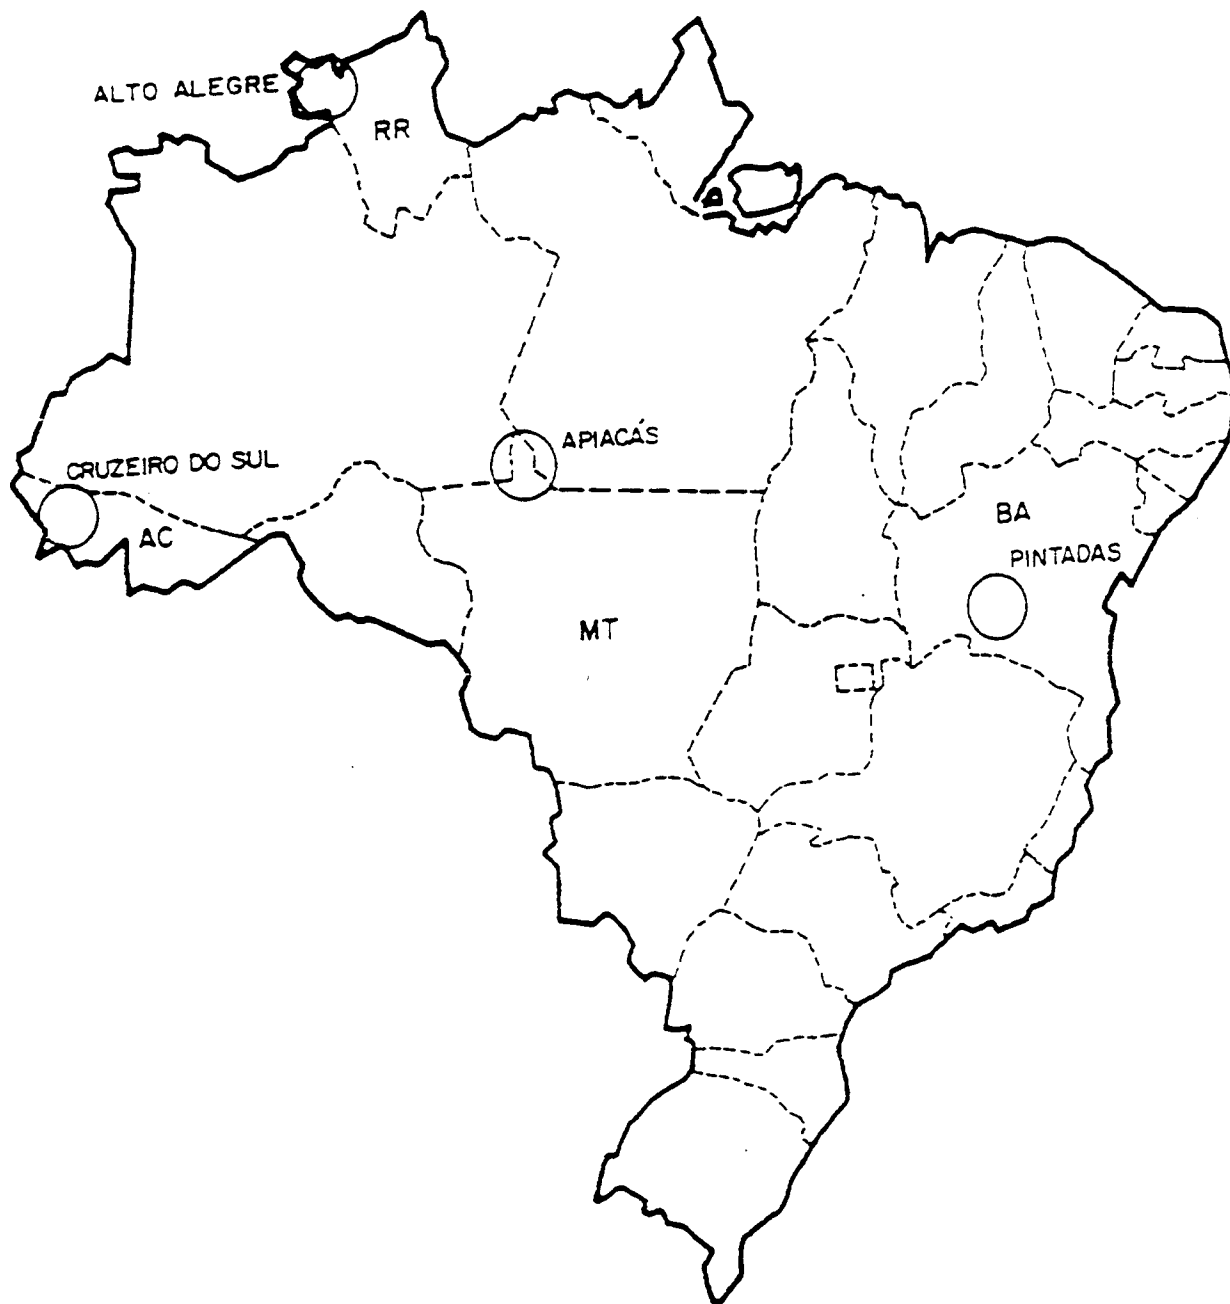 ALTO ALEGRE
RR
APIACÁS
CRUZEIRO DO SUL
AC
BA
PINTADAS
MT